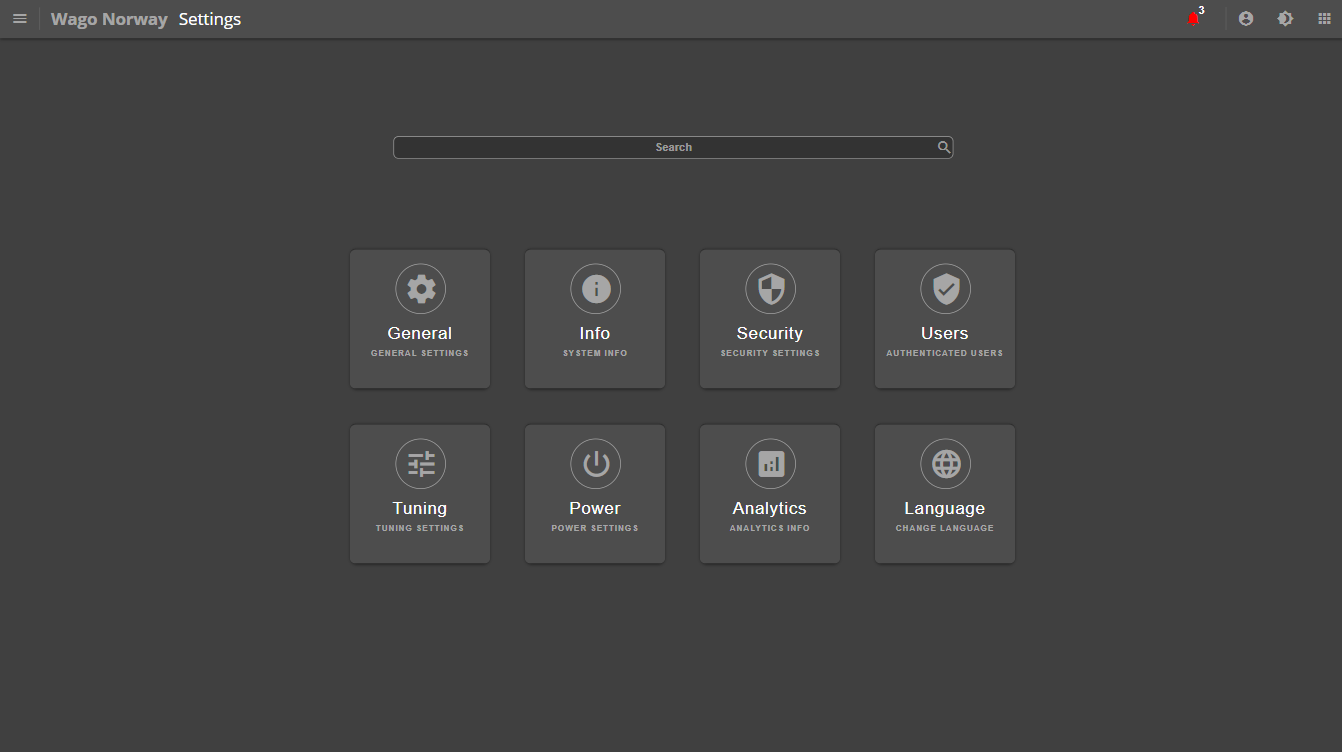 Wago Norway Settings 3
Search
General Info Security Users
GENERAL SETTINGS SYSTEM INFO SECURITY SETTINGS AUTHENTICATED USERS
Tuning Power Analytics Language
TUNING SETTINGS POWER SETTINGS ANALYTICS INFO CHANGE LANGUAGE